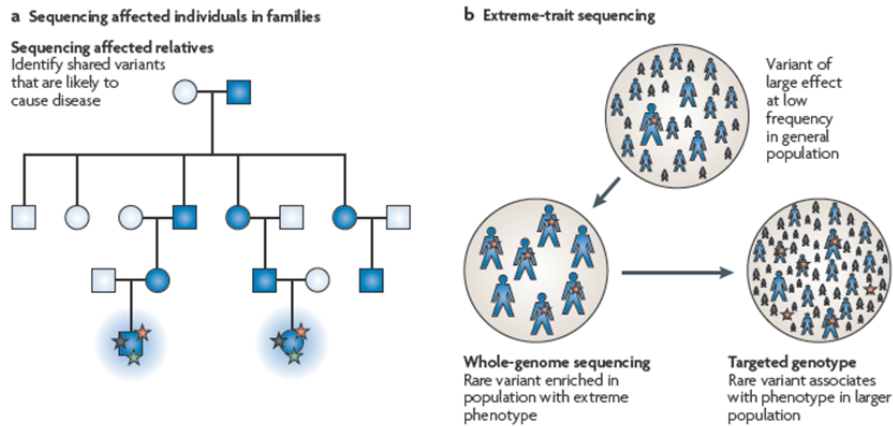 a Sequencing affected individuals in families
Sequencing affected relatives
Identify shared variants
that are likely to
cause disease
b Extreme-trait sequencing
Variant of
large effect
at low
frequency
in general
population
Whole-genome sequencing
Rare variant enriched in
population with extreme
phenotype
Targeted genotype
Rare variant associates
with phenotype in larger
population